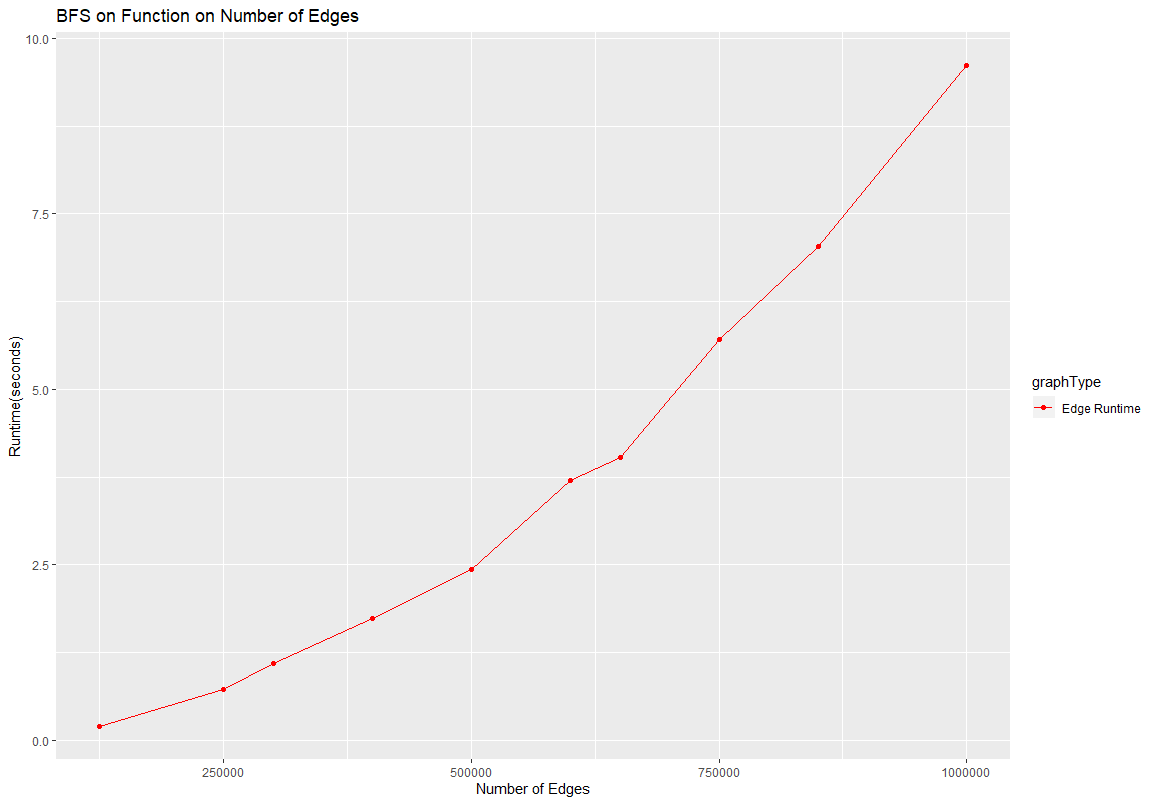 BFS on Function on Number of Edges
10.0
7.5
5.0
2.5
0.0
Runtime(seconds)
250000
500000
750000
1000000
Number of Edges
graphType
Edge Runtime